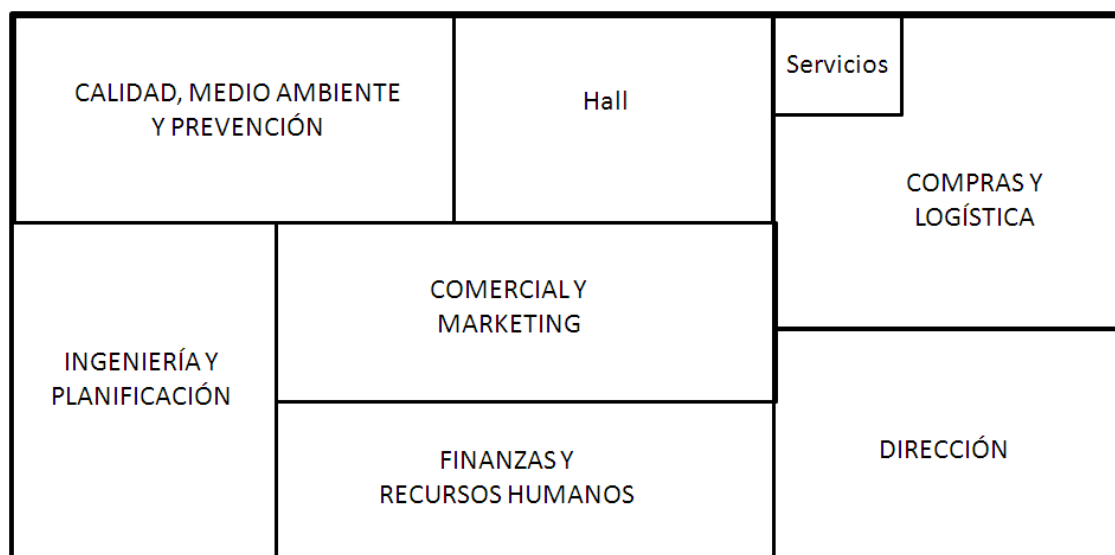 CALIDAD, MEDIO AMBIENTE
Y PREVENCIÓN
Hall
Servicios
COMPRAS Y
LOGÍSTICA
COMERCIAL Y
MARKETING
INGENIERÍA Y
PLANIFICACIÓN
FINANZAS Y
RECURSOS HUMANOS
DIRECCIÓN